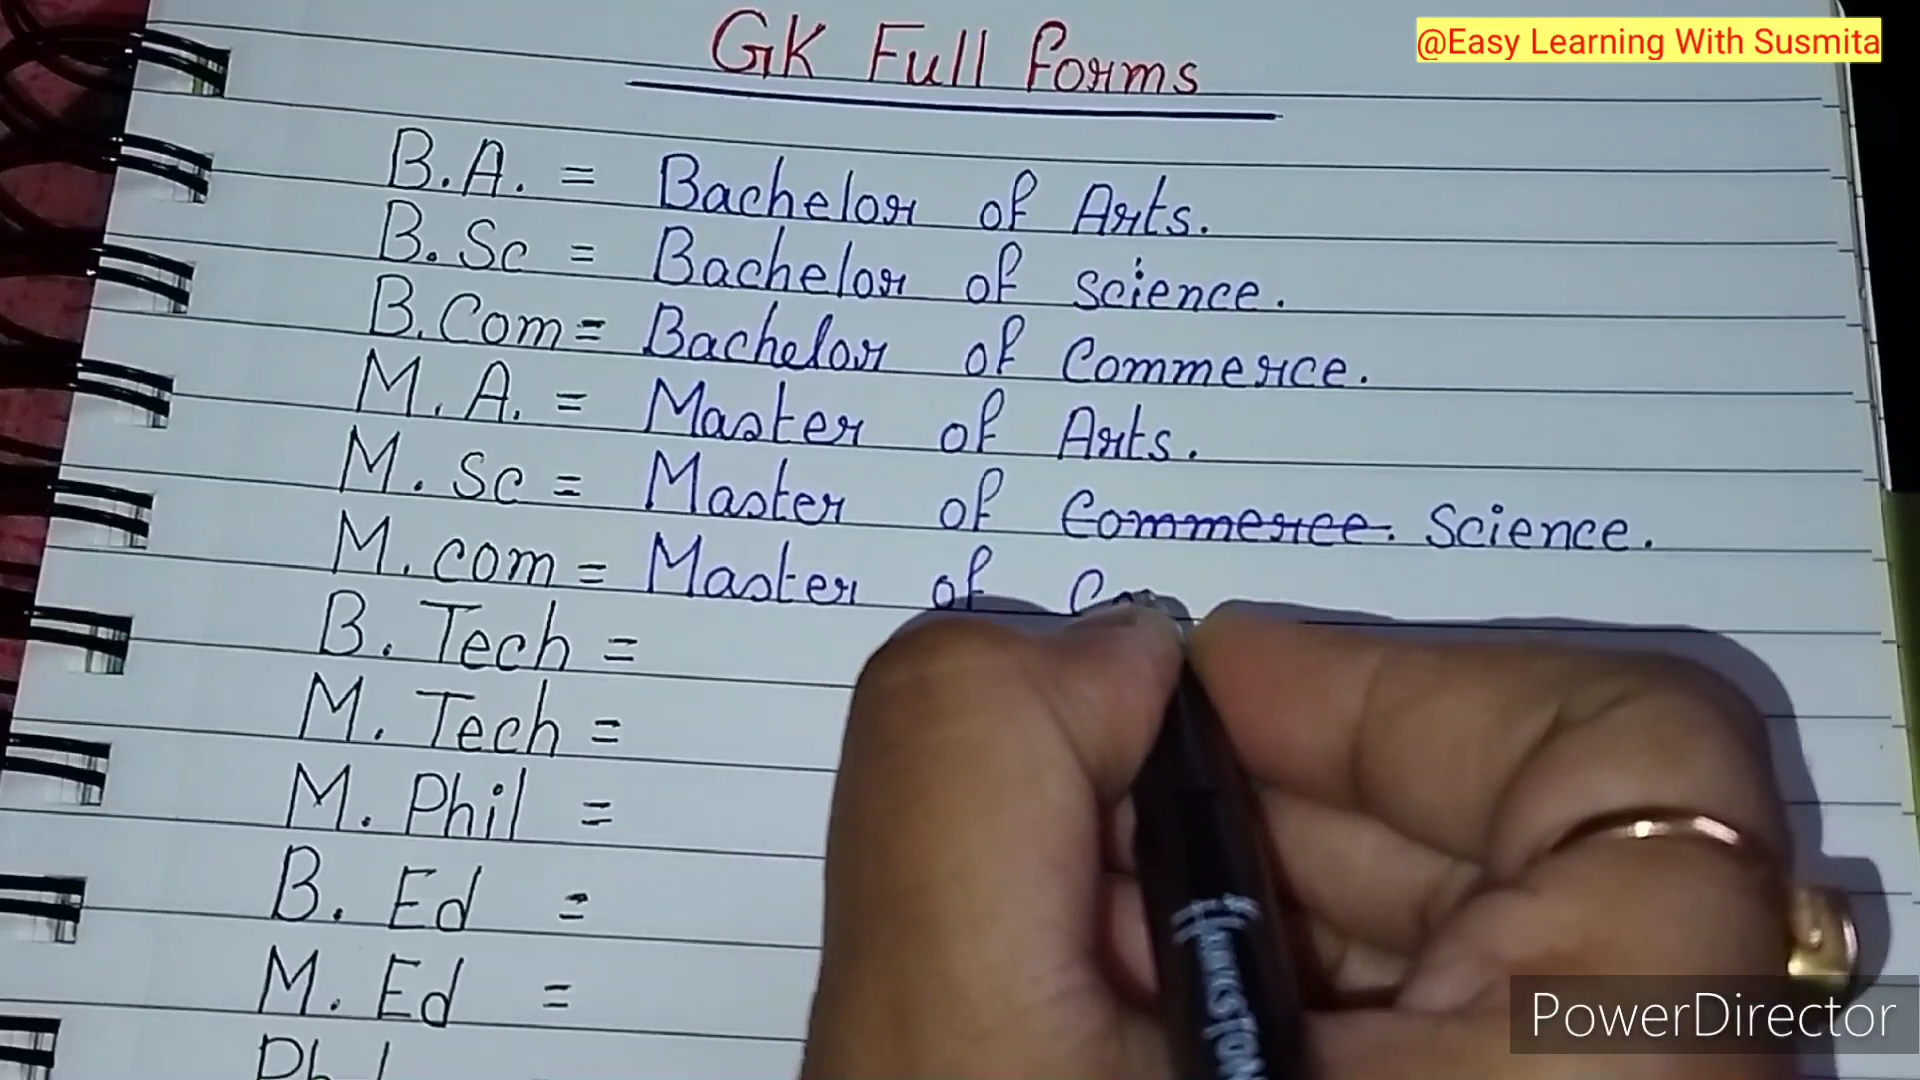 GK Full Forms
@Easy Learning With Susmita
B.A. = Bachelor of Arts.
B.Sc = Bachelor of science.
B.Com = Bachelor of Commerce.
M.A. = Master of Arts.
M.Sc = Master of Commerce. Science.
M.com = Master of
B.Tech =
M.Tech =
M.Phil =
B.Ed =
M.Ed =
PowerDirector